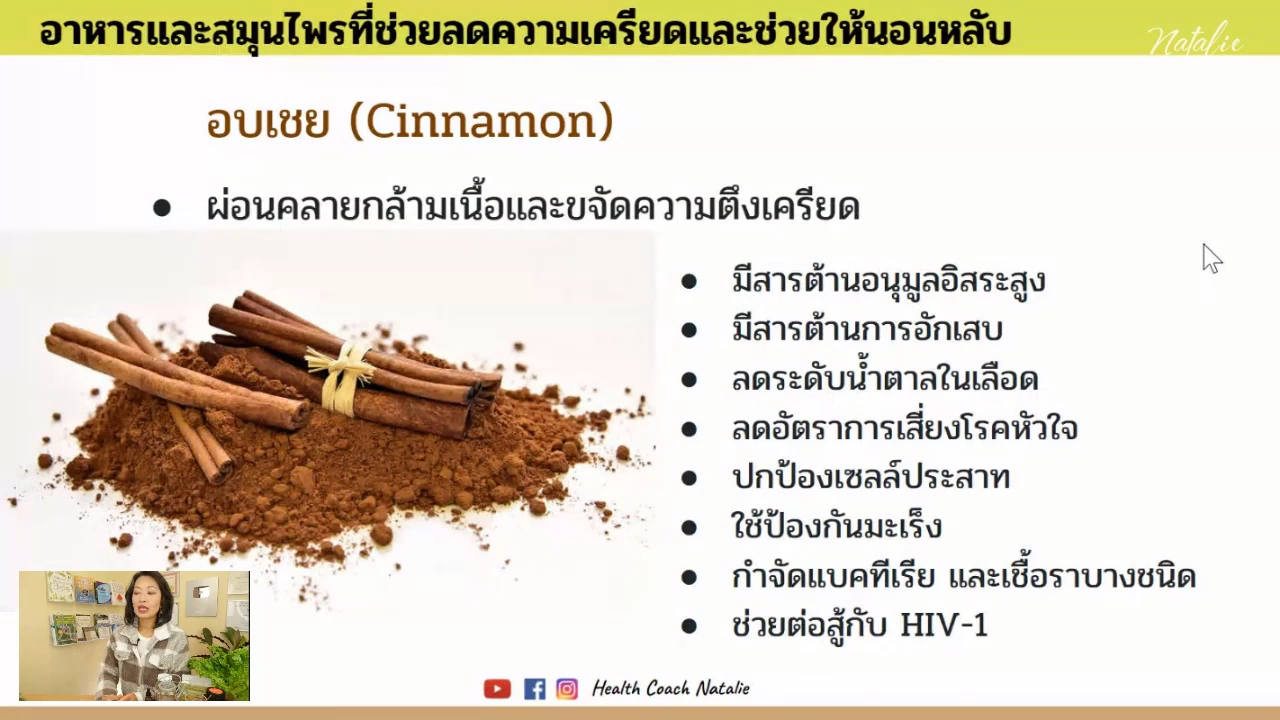 อาหารและสมุนไพรที่ช่วยลดความเครียดและช่วยให้นอนหลับ
Natalie
อบเชย (Cinnamon)
● ผ่อนคลายกล้ามเนื้อและขจัดความตึงเครียด
● มีสารต้านอนุมูลอิสระสูง
● มีสารต้านการอักเสบ
● ลดระดับน้ำตาลในเลือด
● ลดอัตราการเสี่ยงโรคหัวใจ
● ปกป้องเซลล์ประสาท
● ใช้ป้องกันมะเร็ง
● กำจัดแบคทีเรีย และเชื้อราบางชนิด
● ช่วยต่อสู้กับ HIV-1
Health Coach Natalie